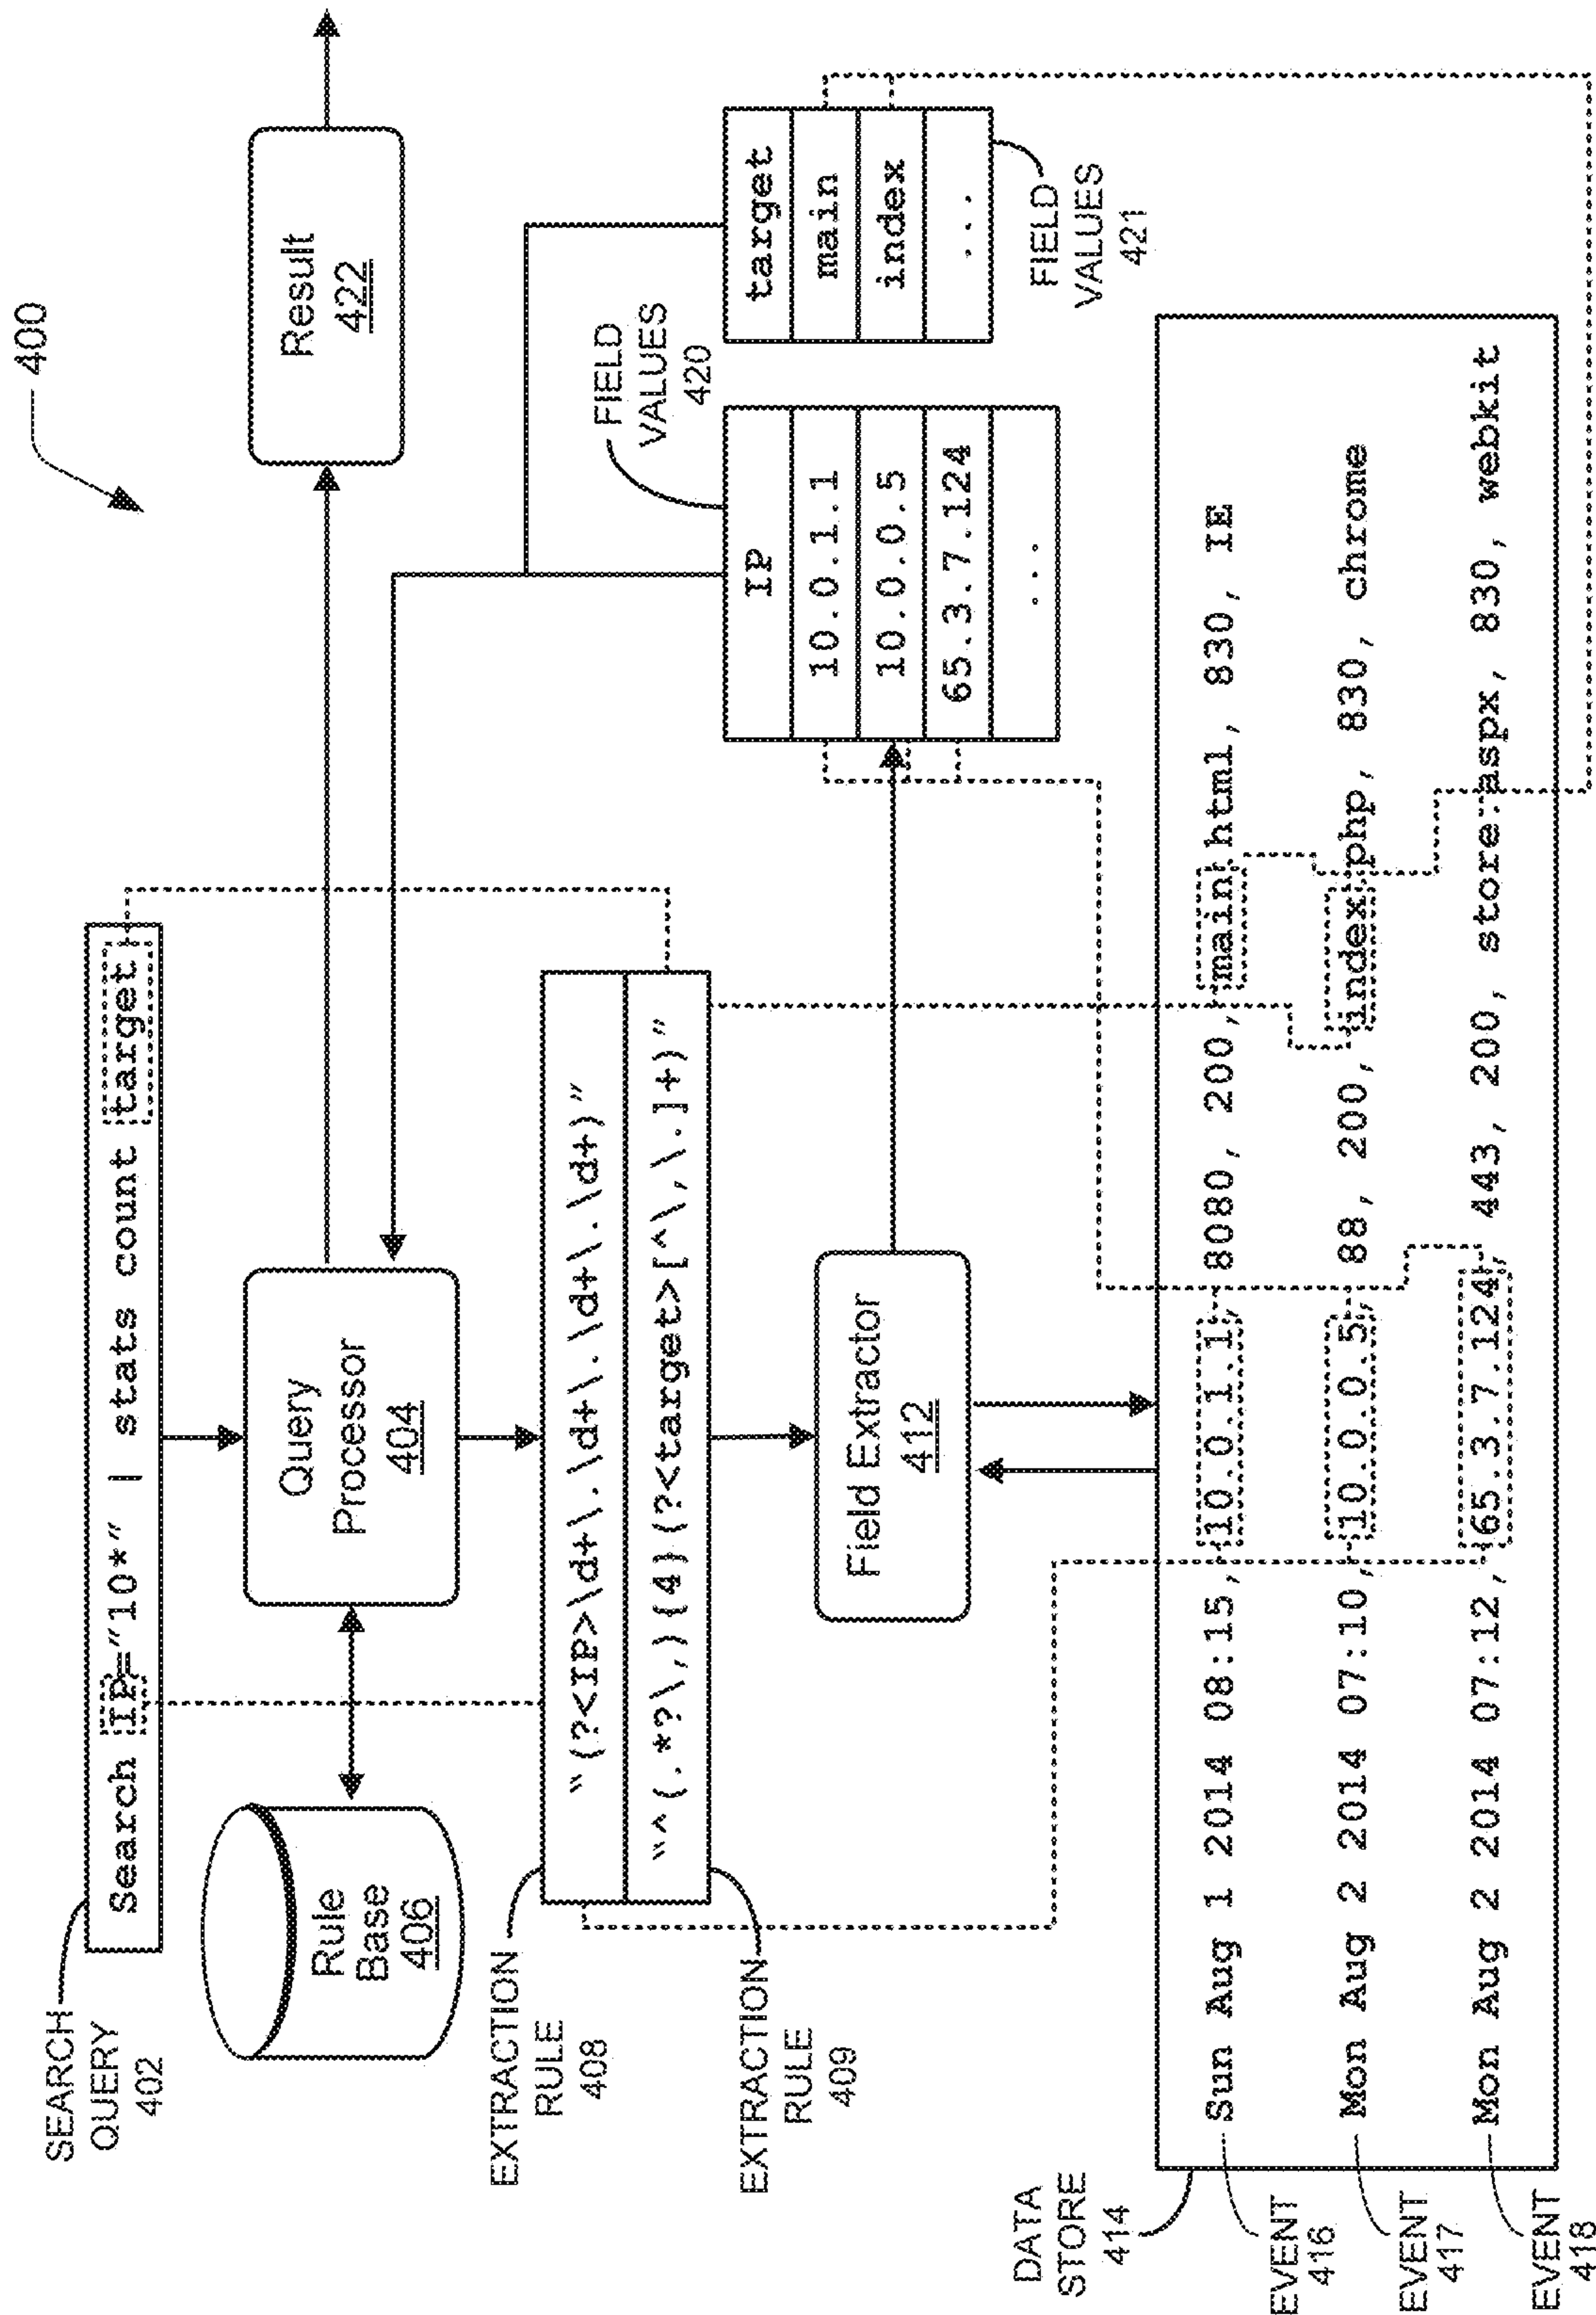 400
SEARCH
QUERY
402
Search IP="10*" | stats count target
Rule
Base
406
Query
Processor
404
Result
422
EXTRACTION
RULE
408
"(?<IP>\d+\.\d+\.\d+\.\d+)"
"^(.*?\,){4}(?<target>[^\,\.]+)"
EXTRACTION
RULE
409
FIELD
VALUES
420
IP
10.0.1.1
10.0.0.5
65.3.7.124
...
target
main
index
...
FIELD
VALUES
421
Field Extractor
412
DATA
STORE
414
Sun Aug 1 2014 08:15, 10.0.1.1, 8080, 200, main.html, 830, IE
Mon Aug 2 2014 07:10, 10.0.0.5, 88, 200, index.php, 830, chrome
Mon Aug 2 2014 07:12, 65.3.7.124, 443, 200, store.aspx, 830, webkit
EVENT
416
EVENT
417
EVENT
418